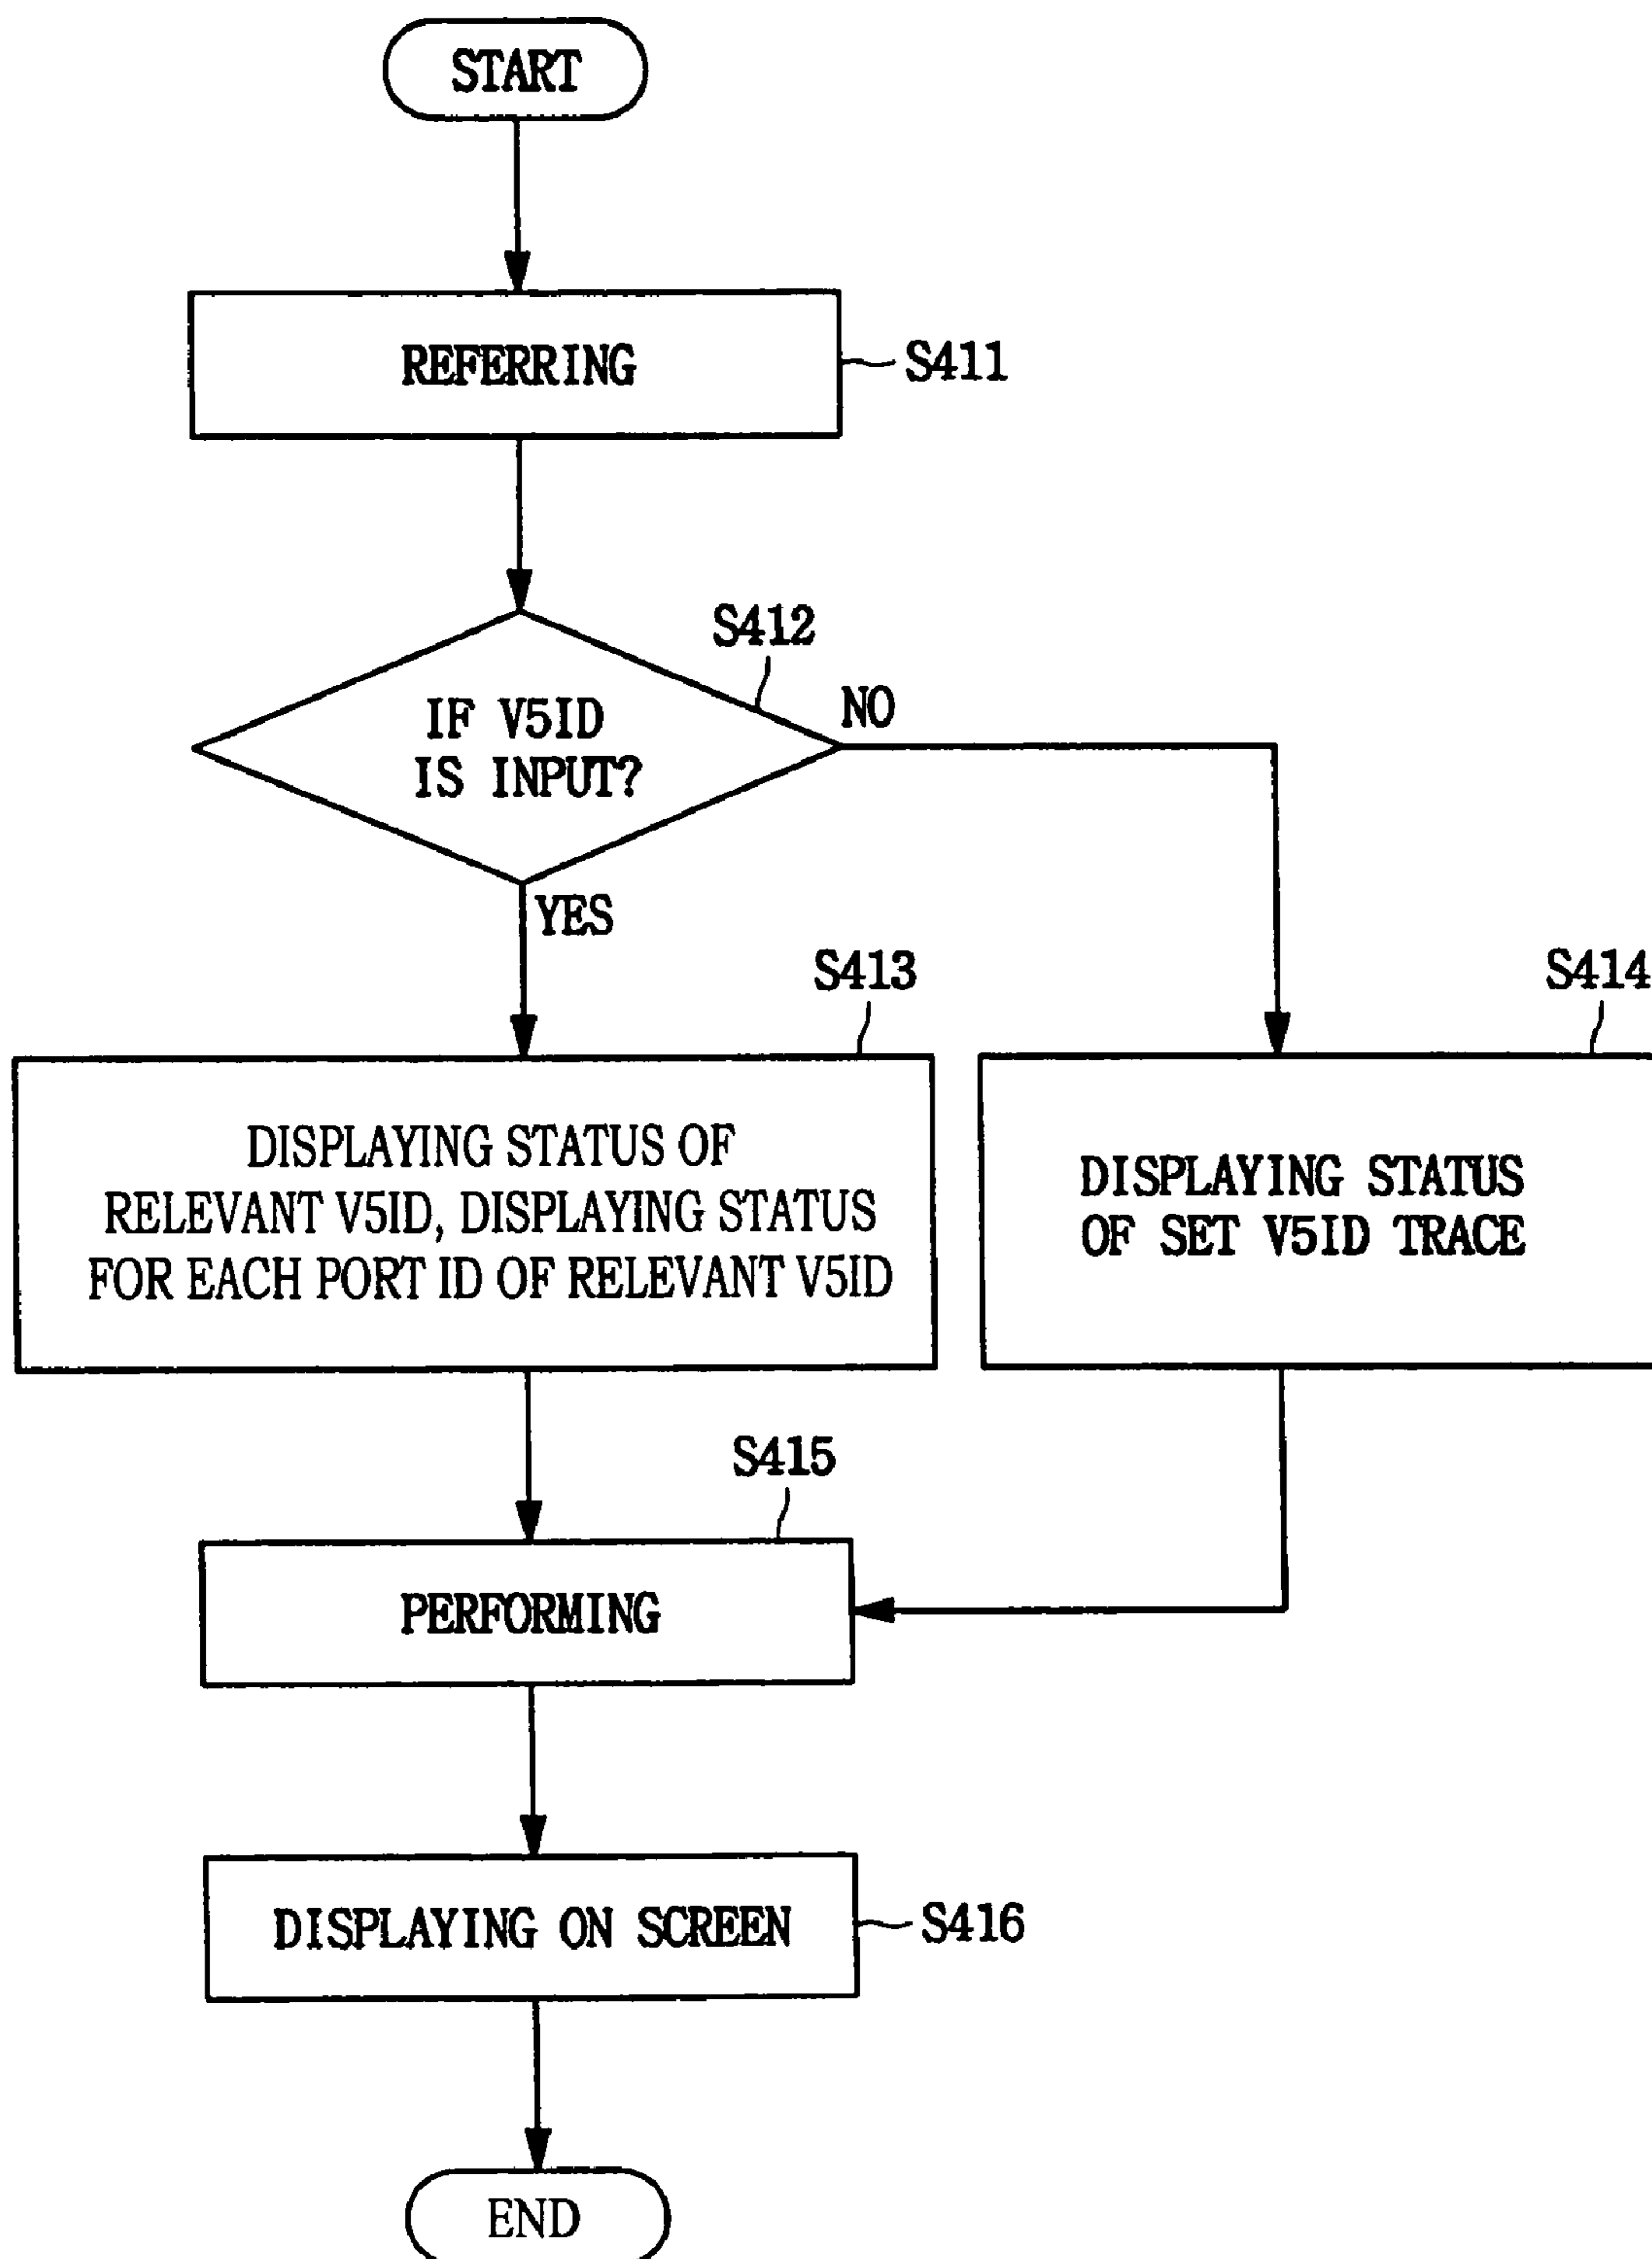 START
REFERRING
S411
S412
IF V5ID
IS INPUT?
NO
YES
S413
S414
DISPLAYING STATUS OF
RELEVANT V5ID, DISPLAYING STATUS
FOR EACH PORT ID OF RELEVANT V5ID
DISPLAYING STATUS
OF SET V5ID TRACE
S415
PERFORMING
DISPLAYING ON SCREEN
S416
END